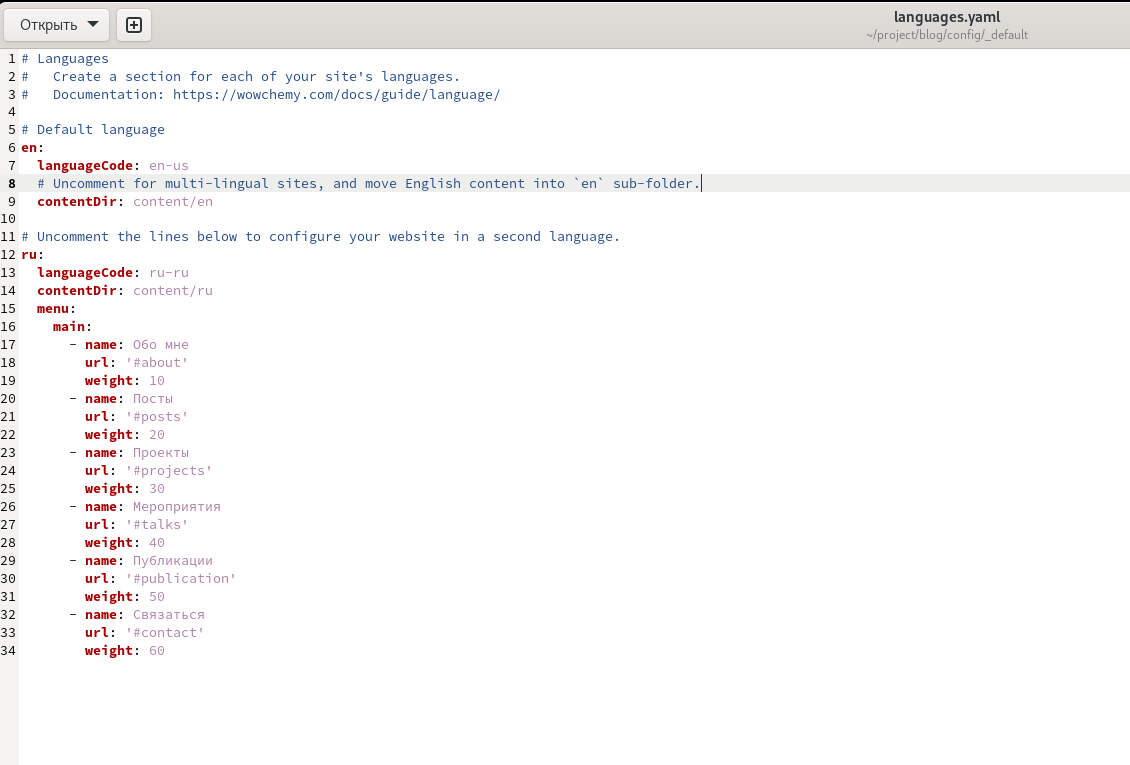 Открыть
languages.yaml
~/project/blog/config/_default
1 # Languages
2 #   Create a section for each of your site's languages.
3 #   Documentation: https://wowchemy.com/docs/guide/language/
4
5 # Default language
6 en:
7   languageCode: en-us
8   # Uncomment for multi-lingual sites, and move English content into `en` sub-folder.
9   contentDir: content/en
10
11 # Uncomment the lines below to configure your website in a second language.
12 ru:
13   languageCode: ru-ru
14   contentDir: content/ru
15   menu:
16     main:
17       - name: Обо мне
18         url: '#about'
19         weight: 10
20       - name: Посты
21         url: '#posts'
22         weight: 20
23       - name: Проекты
24         url: '#projects'
25         weight: 30
26       - name: Мероприятия
27         url: '#talks'
28         weight: 40
29       - name: Публикации
30         url: '#publication'
31         weight: 50
32       - name: Связаться
33         url: '#contact'
34         weight: 60